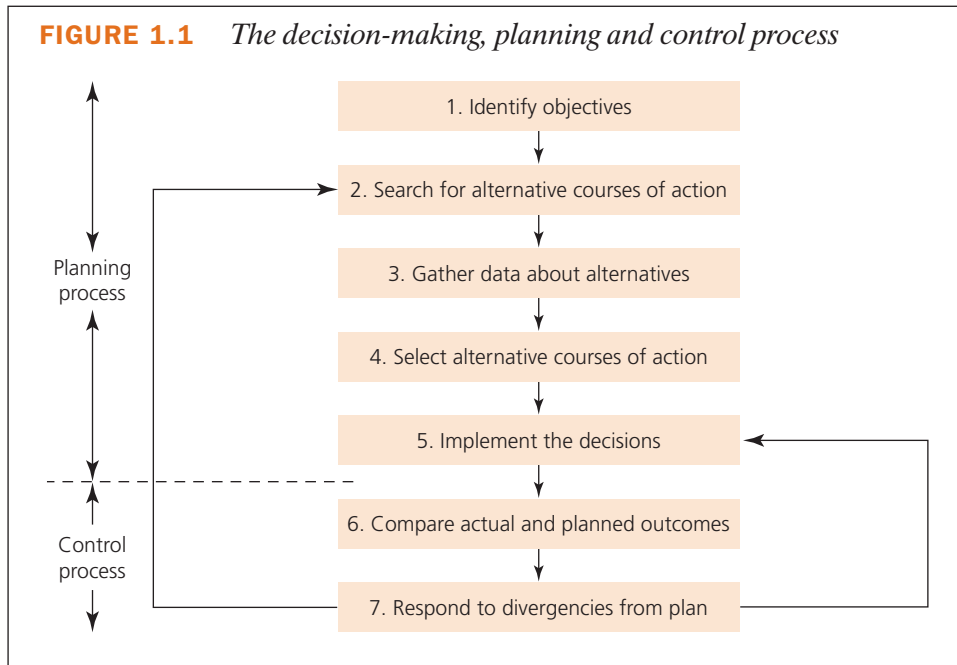 FIGURE 1.1 The decision-making, planning and control process
1. Identify objectives
2. Search for alternative courses of action
3. Gather data about alternatives
4. Select alternative courses of action
5. Implement the decisions
6. Compare actual and planned outcomes
7. Respond to divergencies from plan
Planning
process
Control
process